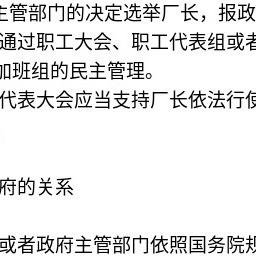 主管部门的决定选举厂长，报政
通过职工大会、职工代表组或者
加班组的民主管理。
代表大会应当支持厂长依法行使
府的关系
或者政府主管部门依照国务院规